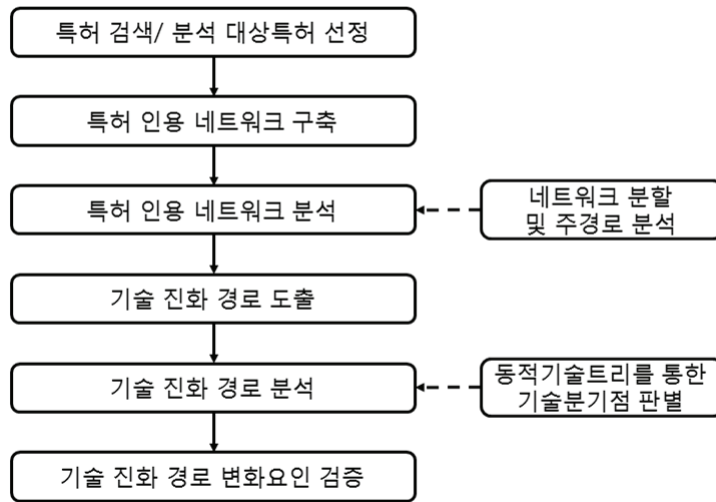 특허 검색/ 분석 대상특허 선정
특허 인용 네트워크 구축
특허 인용 네트워크 분석
네트워크 분할
및 주경로 분석
기술 진화 경로 도출
기술 진화 경로 분석
동적기술트리를 통한
기술분기점 판별
기술 진화 경로 변화요인 검증